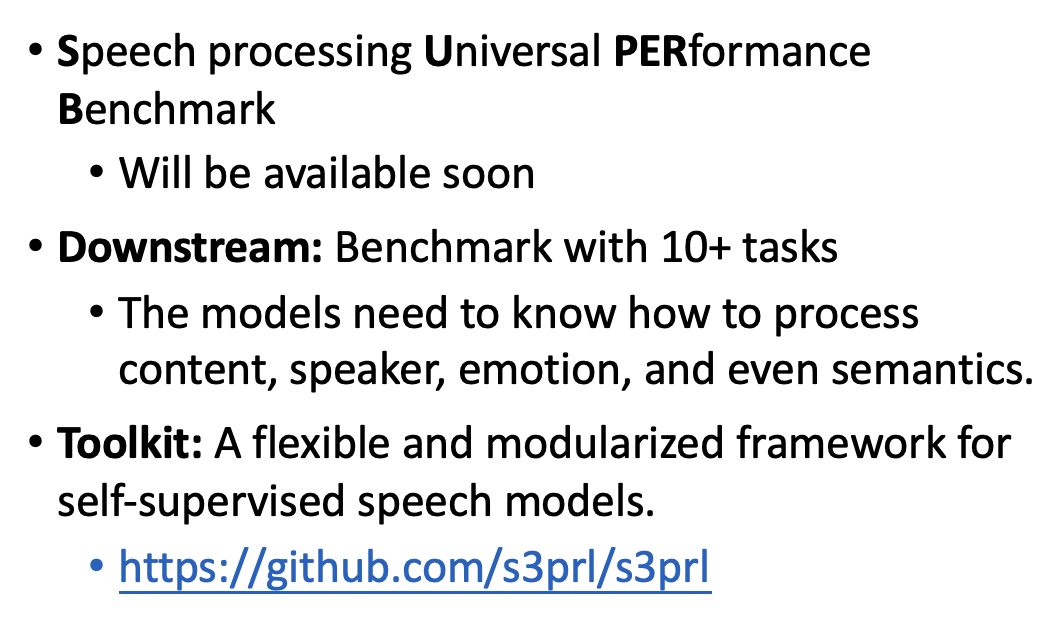 • Speech processing Universal PERformance
Benchmark
• Will be available soon
• Downstream: Benchmark with 10+ tasks
• The models need to know how to process
content, speaker, emotion, and even semantics.
• Toolkit: A flexible and modularized framework for
self-supervised speech models.
• https://github.com/s3prl/s3prl